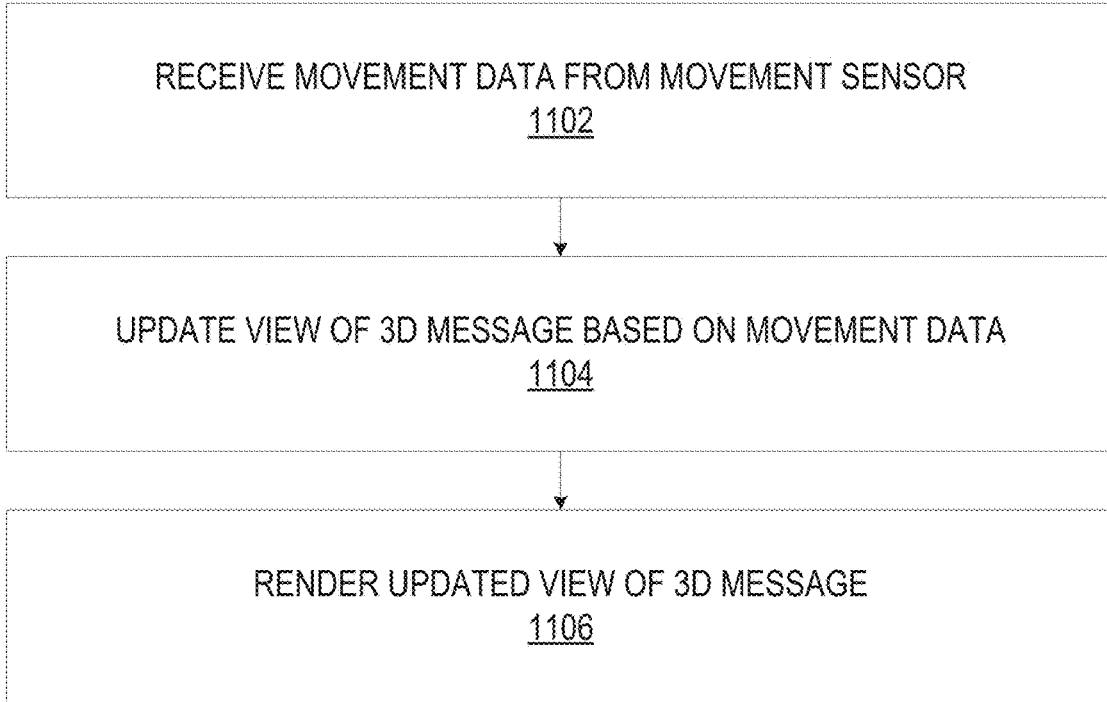 RECEIVE MOVEMENT DATA FROM MOVEMENT SENSOR
1102
UPDATE VIEW OF 3D MESSAGE BASED ON MOVEMENT DATA
1104
RENDER UPDATED VIEW OF 3D MESSAGE
1106